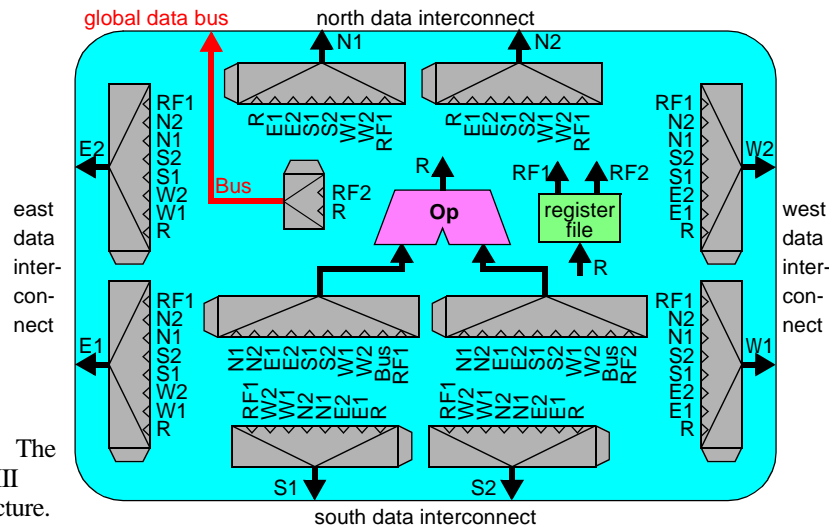 global data bus
north data interconnect
N1
N2
R
E1
E2
S1
S2
W1
W2
RF1
R
E1
E2
S1
S2
W1
W2
RF1
E2
RF1
N2
N1
S2
S1
W2
W1
R
Bus
RF2
R
R
Op
RF1
RF2
register
file
R
RF1
N2
N1
S2
S1
E2
E1
R
W2
east
data
inter-
con-
nect
west
data
inter-
con-
nect
E1
RF1
N2
N1
S2
S1
W2
W1
R
N1
N2
E1
E2
S1
S2
W1
W2
Bus
RF1
N1
N2
E1
E2
S1
S2
W1
W2
Bus
RF2
RF1
N2
N1
S2
S1
E2
E1
R
W1
RF1
W2
W1
N2
N1
E2
E1
R
RF1
W2
W1
N2
N1
E2
E1
R
S1
S2
The
III
cture.
south data interconnect